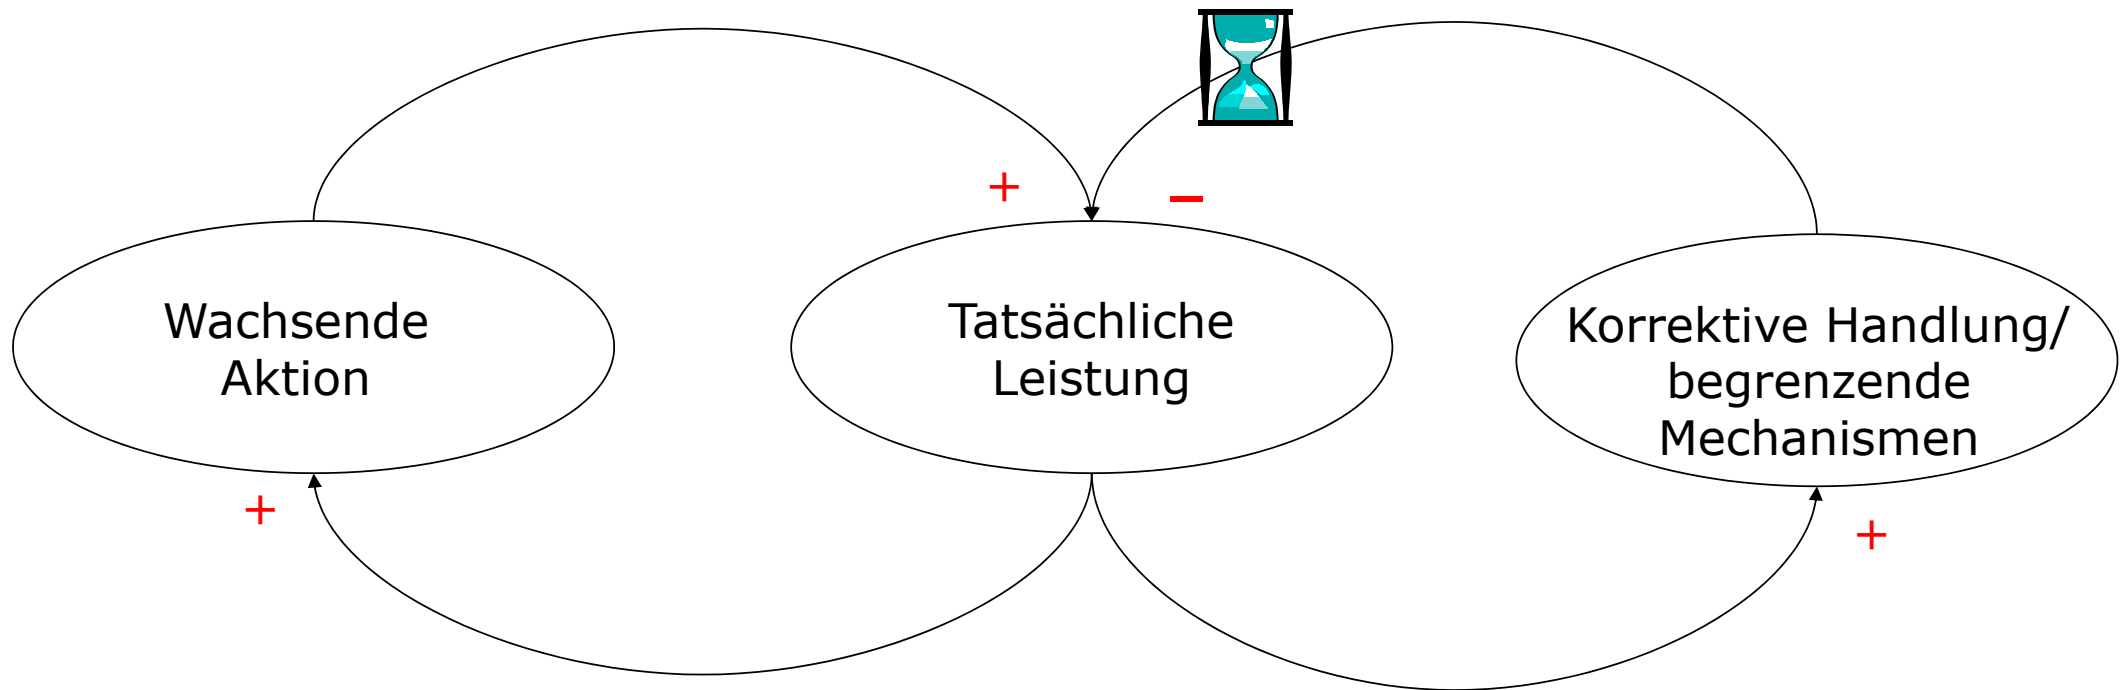 +
−
Wachsende
Aktion
Tatsächliche
Leistung
Korrektive Handlung/
begrenzende
Mechanismen
+
+